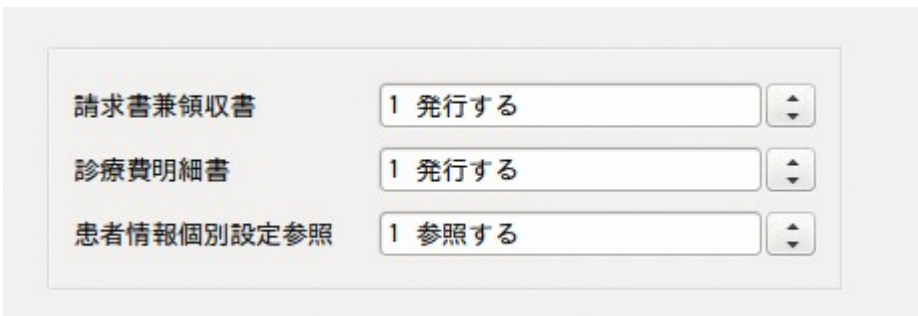 請求書兼領収書 1 発行する
診療費明細書 1 発行する
患者情報個別設定参照 1 参照する